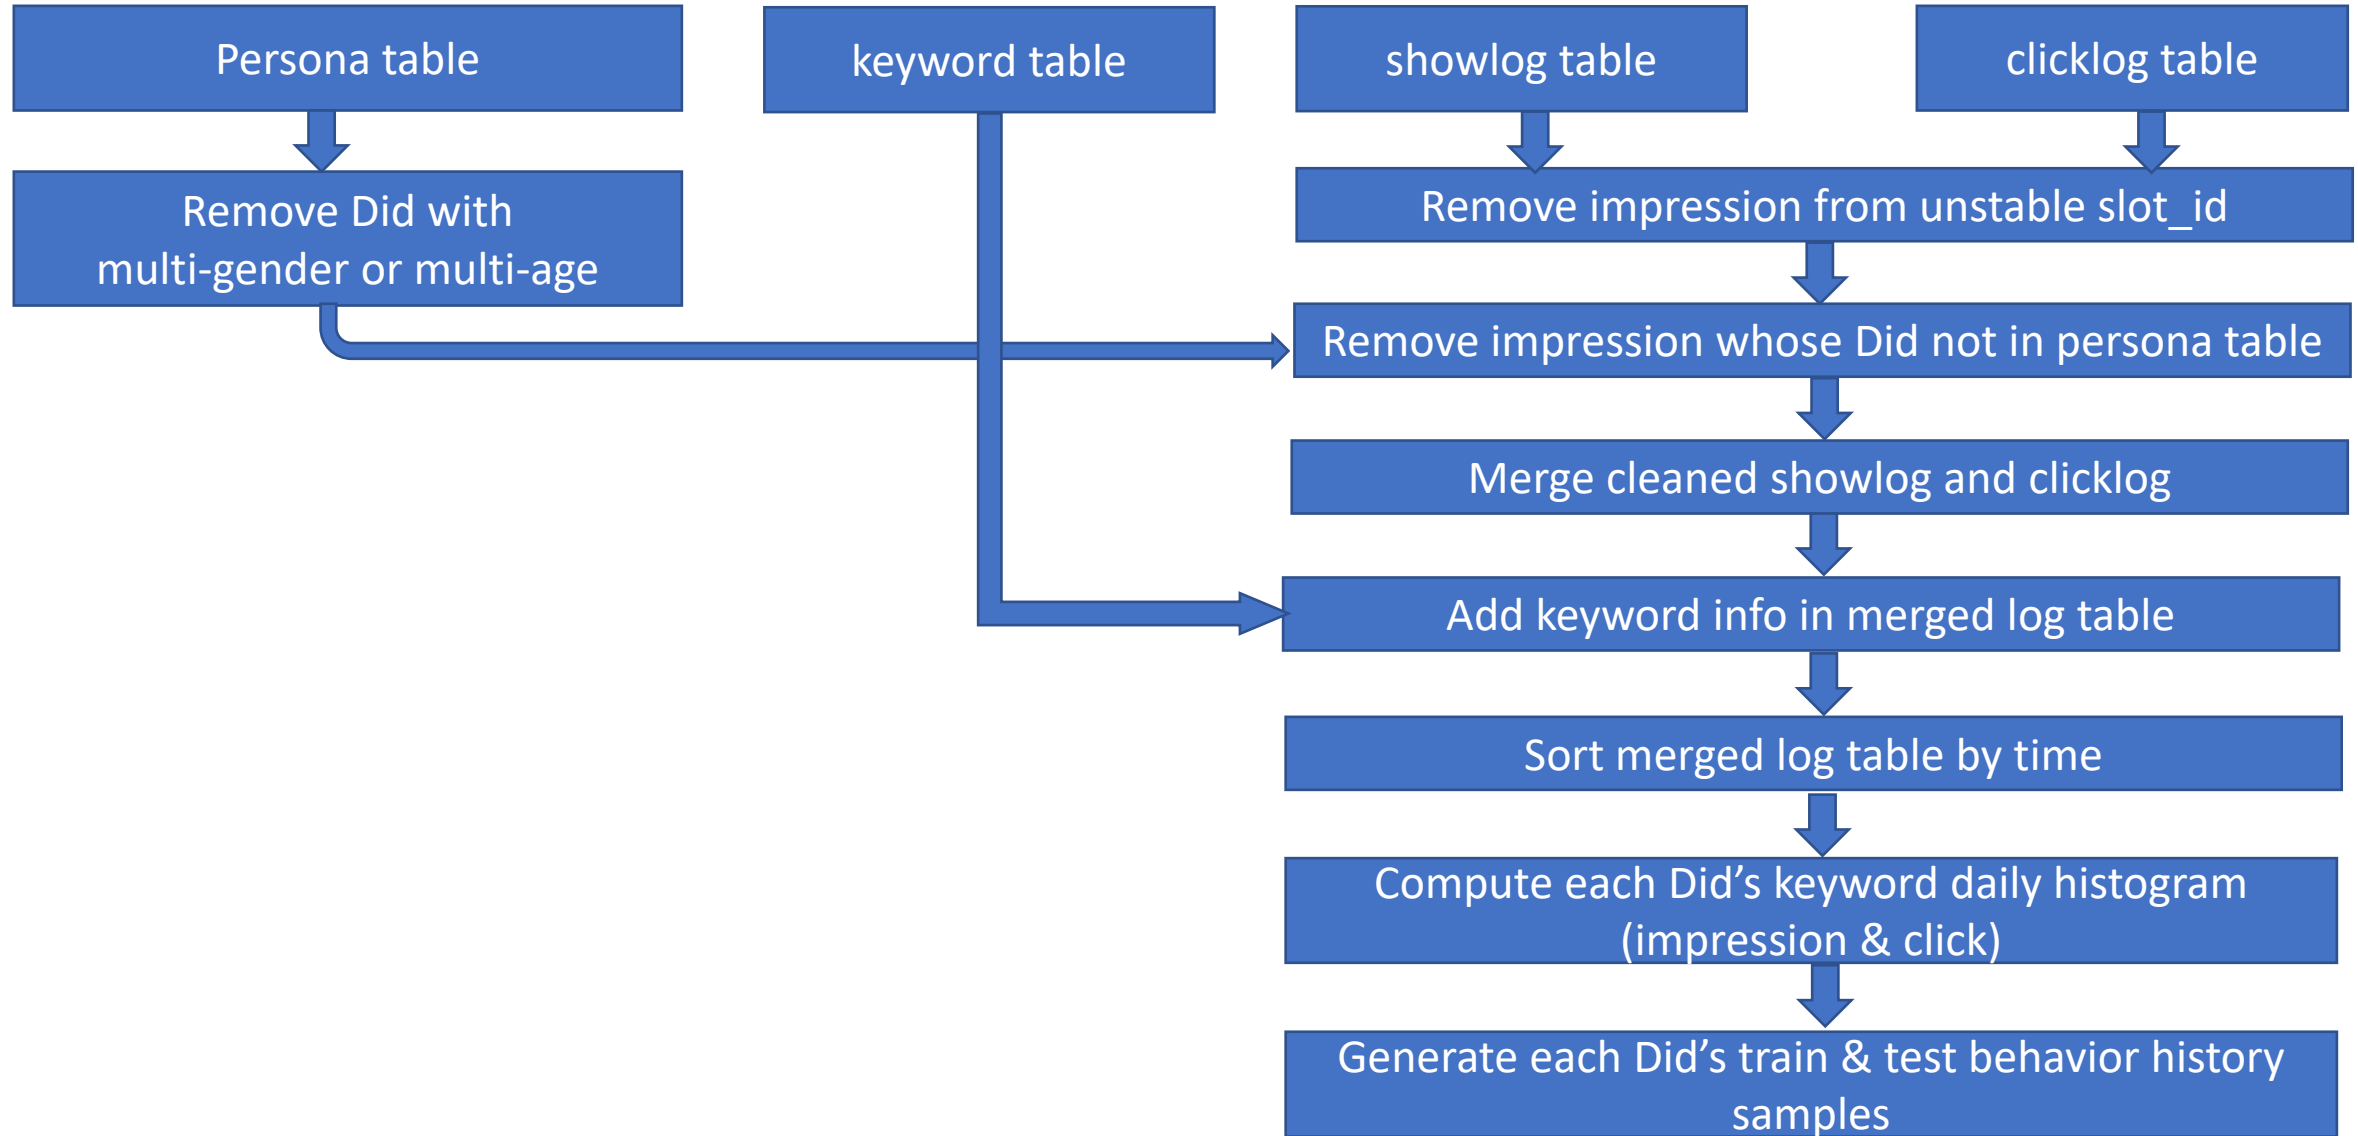 Persona table
keyword table
showlog table
clicklog table
Remove Did with
multi-gender or multi-age
Remove impression from unstable slot_id
Remove impression whose Did not in persona table
Merge cleaned showlog and clicklog
Add keyword info in merged log table
Sort merged log table by time
Compute each Did’s keyword daily histogram
(impression & click)
Generate each Did’s train & test behavior history
samples